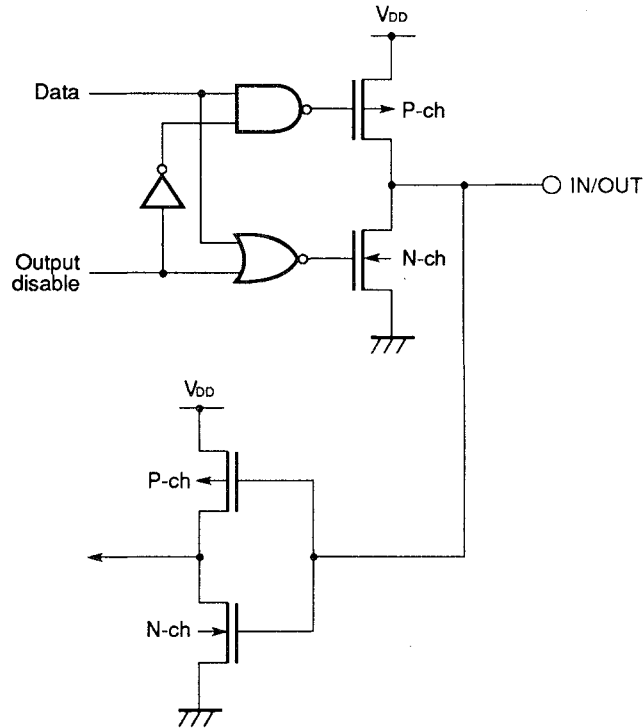 VDD
Data
P-ch
IN/OUT
Output
disable
N-ch
VDD
P-ch
N-ch